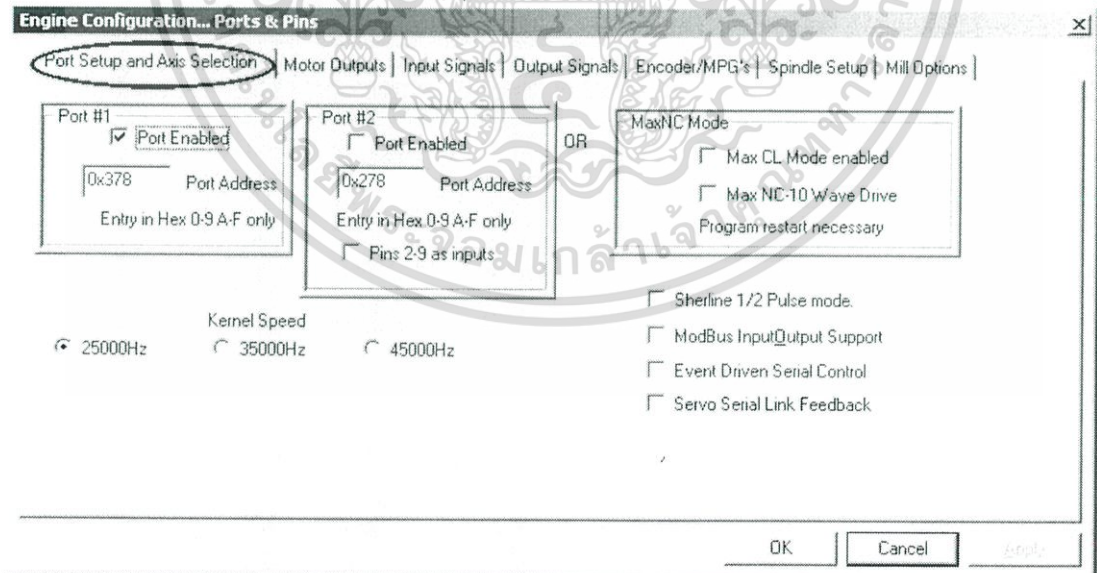 Engine Configuration... Ports & Pins
Port Setup and Axis Selection | Motor Outputs | Input Signals | Output Signals | Encoder/MPG's | Spindle Setup | Mill Options
Port #1
Port Enabled
0x378 Port Address
Entry in Hex 0-9 A-F only
Port #2
Port Enabled
0x278 Port Address
Entry in Hex 0-9 A-F only
Pins 2-9 as inputs
OR
MaxNC Mode
Max CL Mode enabled
Max NC-10 Wave Drive
Program restart necessary
Kernel Speed
25000Hz 35000Hz 45000Hz
Sherline 1/2 Pulse mode.
ModBus InputOutput Support
Event Driven Serial Control
Servo Serial Link Feedback
OK Cancel Apply